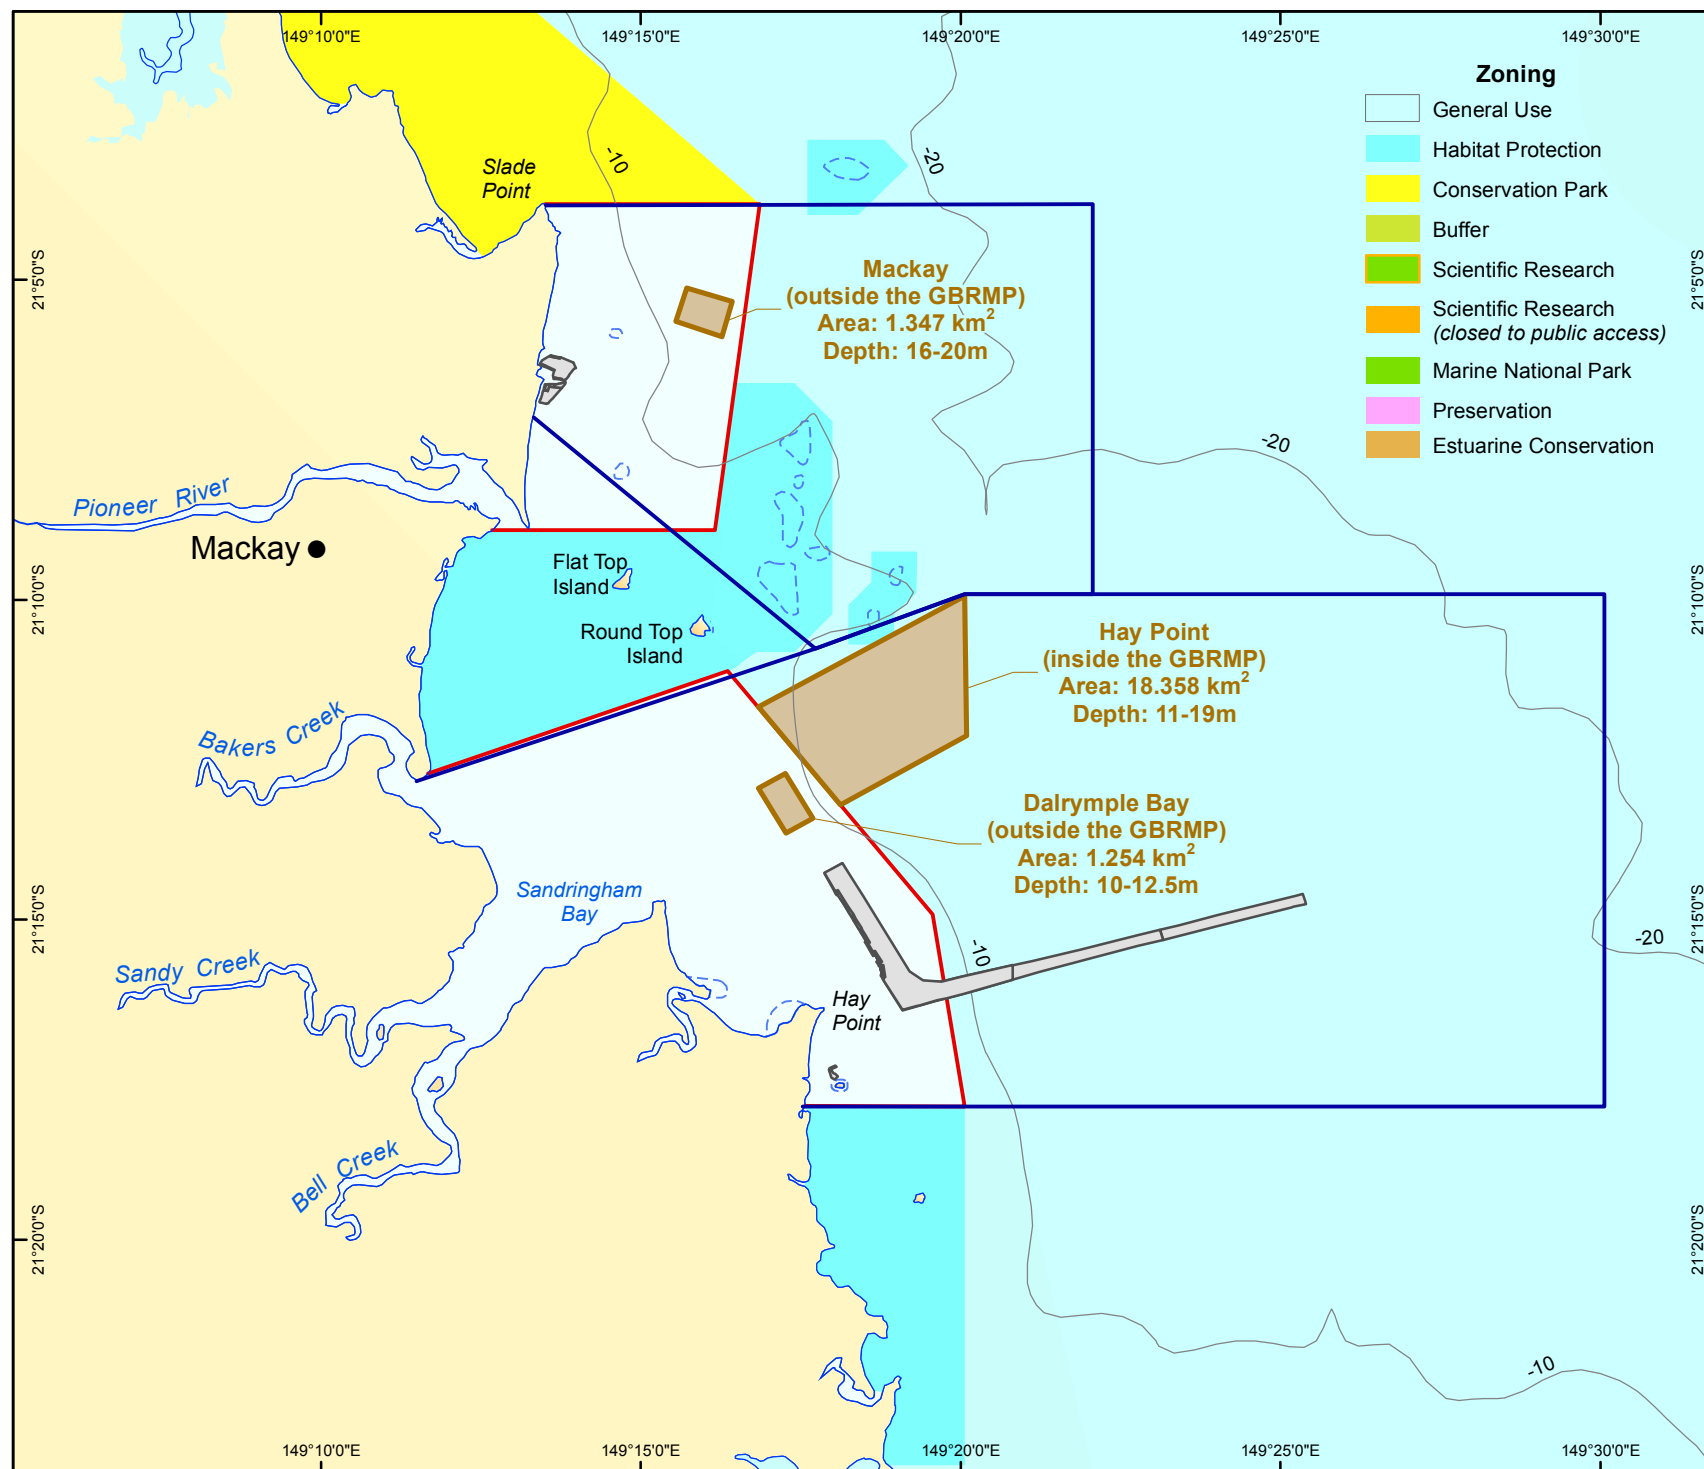 149°10'0"E
149°15'0"E
149°20'0"E
149°25'0"E
149°30'0"E
Zoning
General Use
Habitat Protection
Conservation Park
Buffer
Scientific Research
Scientific Research
(closed to public access)
Marine National Park
Preservation
Estuarine Conservation
-10
-20
Slade
Point
21°5'0"S
21°5'0"S
Mackay
(outside the GBRMP)
Area: 1.347 km²
Depth: 16-20m
-20
Pioneer River
Mackay
Flat Top
Island
21°10'0"S
21°10'0"S
Round Top
Island
Hay Point
(inside the GBRMP)
Area: 18.358 km²
Depth: 11-19m
Bakers Creek
Dalrymple Bay
(outside the GBRMP)
Area: 1.254 km²
Depth: 10-12.5m
Sandringham
Bay
21°15'0"S
21°15'0"S
-20
-10
Sandy Creek
Hay
Point
Bell Creek
21°20'0"S
21°20'0"S
-10
149°10'0"E
149°15'0"E
149°20'0"E
149°25'0"E
149°30'0"E